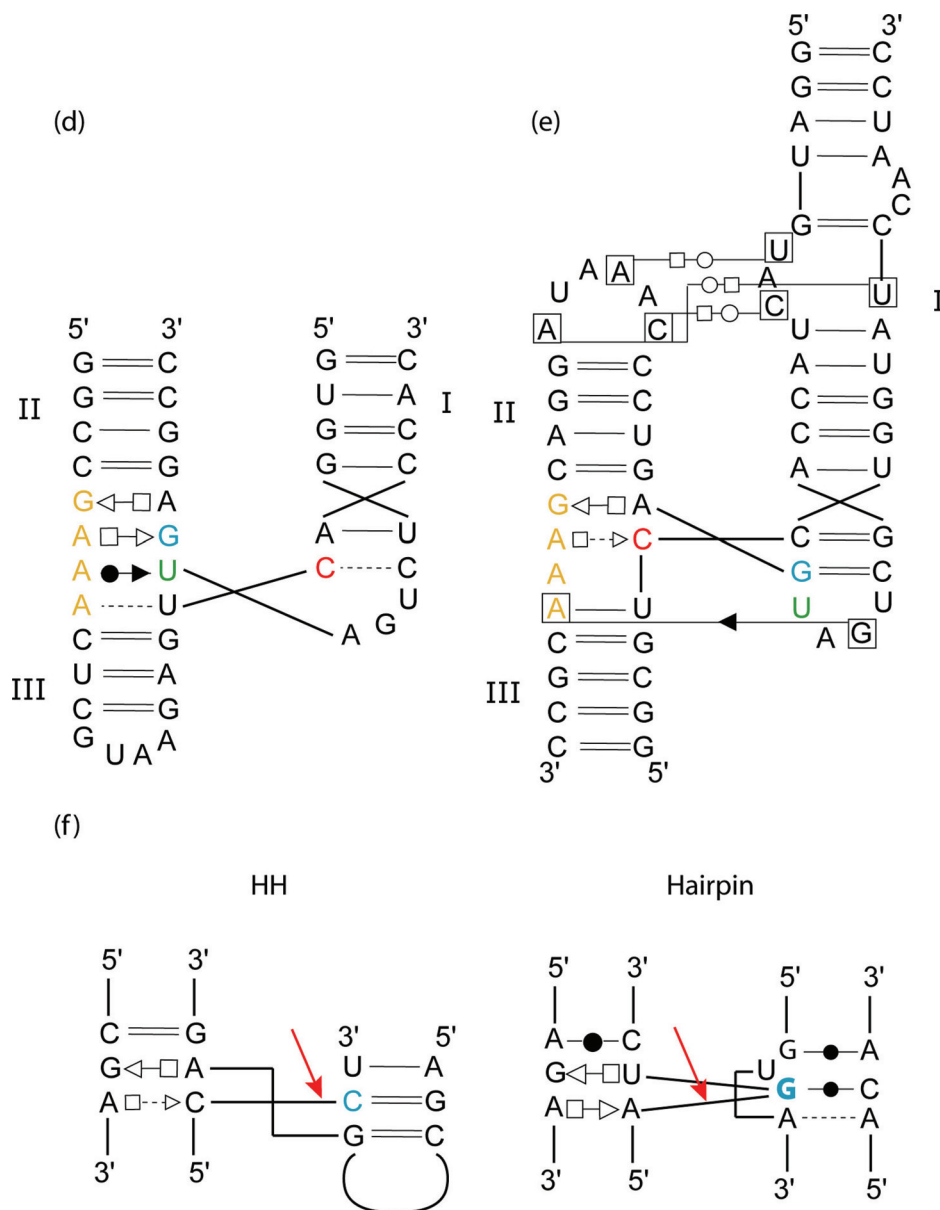 (d)
5' 3' 5' 3'
G C G C
G C U A
II I
C G G C
C G G C
G A
A G A U
A U C C
A U U
C G A G
U A
III
C G
G U A A
(e)
5' 3'
G C
G C
A U
U A A
C
G C
U
A A A
U A C U
I
A C U A
G C A U
II
G C C G
A U C G
C G A U
G A
A C C G
A G C
A U U U
C G A G
G C
III
C G
C G
3' 5'
(f)
HH
5' 3'
C G 3' 5'
G A U A
A C C G
G C
3' 5'
Hairpin
5' 3' 5' 3'
A C G A
G U U G C
A A A A
3' 5' 3' 5'